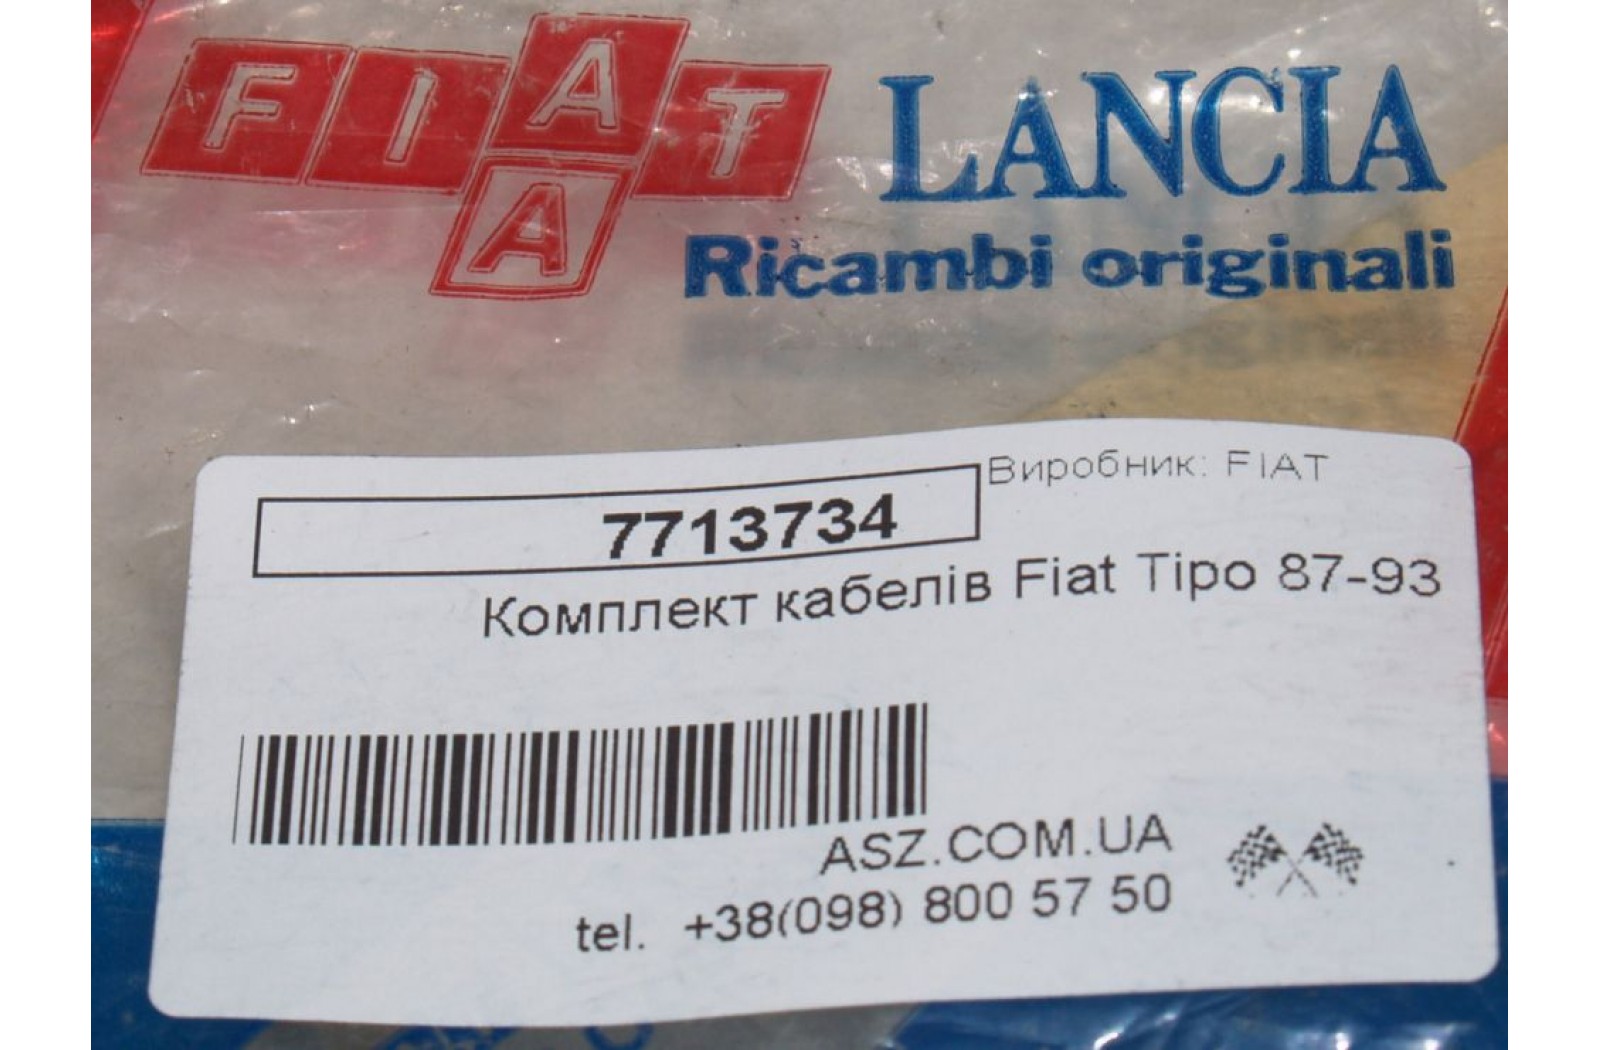 FIAT LANCIA
A
Ricambi originali
Виробник: FIAT
7713734
Комплект кабелів Fiat Tipo 87-93
ASZ.COM.UA
tel. +38(098) 800 57 50